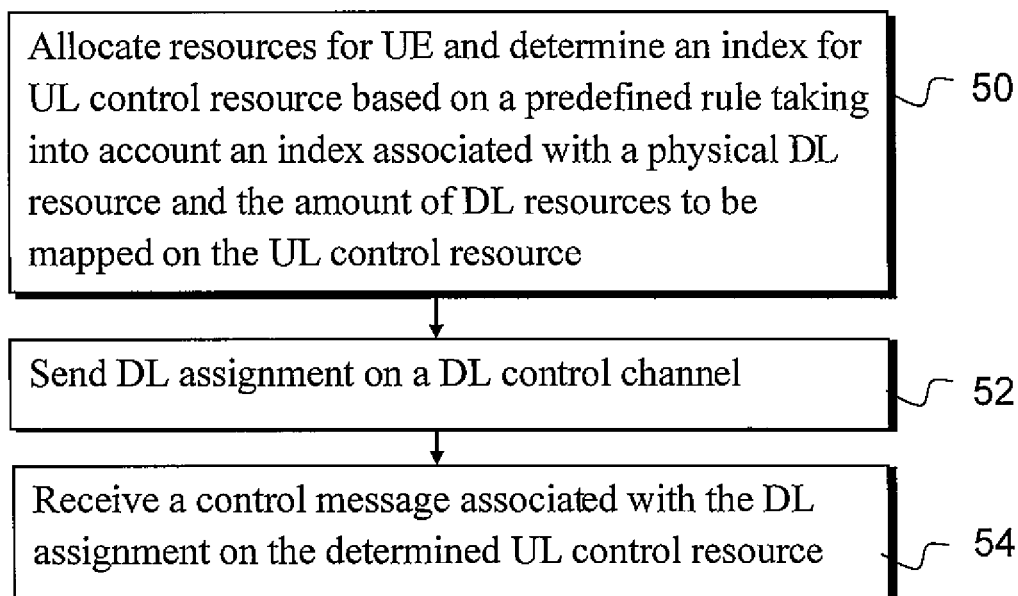 Allocate resources for UE and determine an index for
UL control resource based on a predefined rule taking
into account an index associated with a physical DL
resource and the amount of DL resources to be
mapped on the UL control resource
50
Send DL assignment on a DL control channel
52
Receive a control message associated with the DL
assignment on the determined UL control resource
54